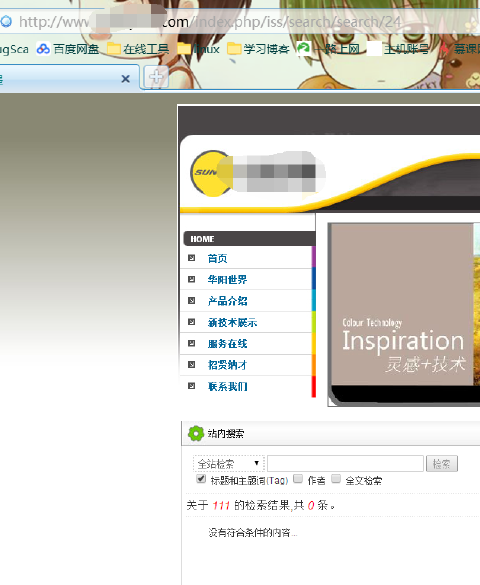 http://www. .com/index.php/iss/search/search/24
ugSca 百度网盘 在线工具 linux 学习博客 一路上网 主机账号 慕课网
SUN
HOME
首页
华阳世界
产品介绍
新技术展示
服务在线
招贤纳才
联系我们
Colour Technology
Inspiration
灵感+技术
站内搜索
全站检索 检索
标题和主题词(Tag) 作者 全文检索
关于 111 的检索结果,共 0 条。
没有符合条件的内容...